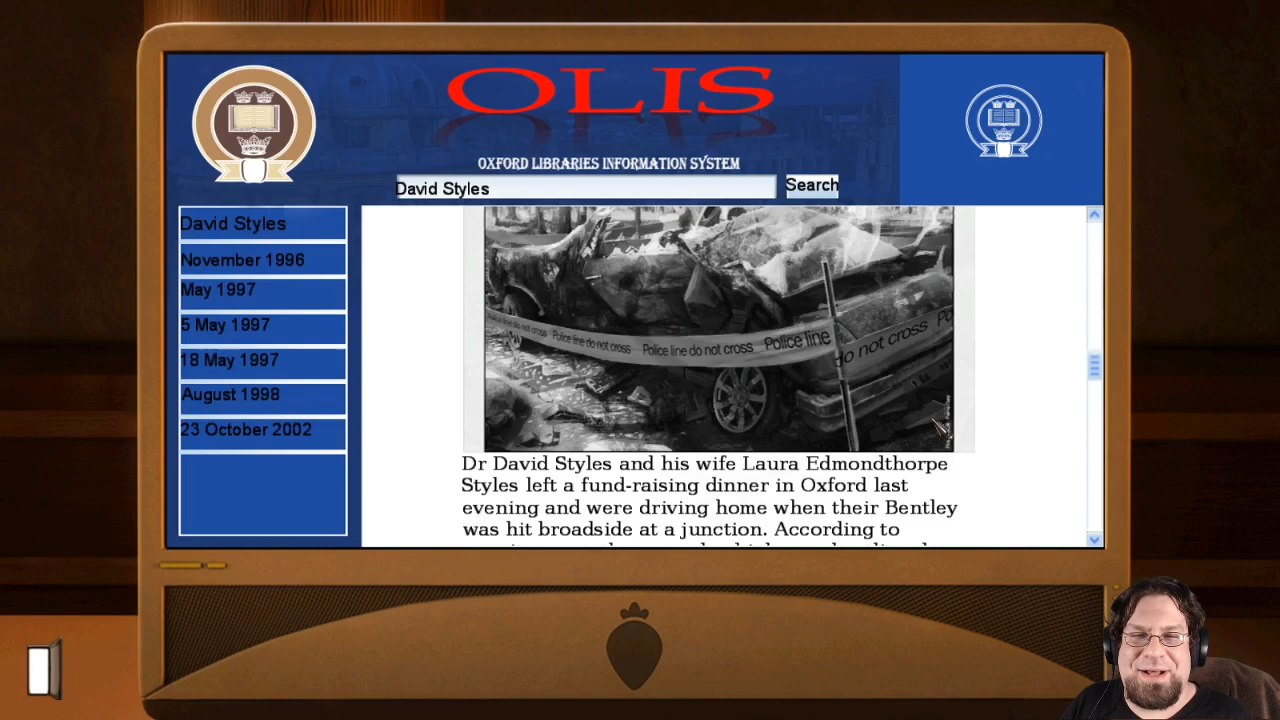 OLIS
OXFORD LIBRARIES INFORMATION SYSTEM
David Styles
Search
David Styles
November 1996
May 1997
5 May 1997
18 May 1997
August 1998
23 October 2002
Police line do not cross Police line do not cross Police line
do not cross
Dr David Styles and his wife Laura Edmondthorpe
Styles left a fund-raising dinner in Oxford last
evening and were driving home when their Bentley
was hit broadside at a junction. According to